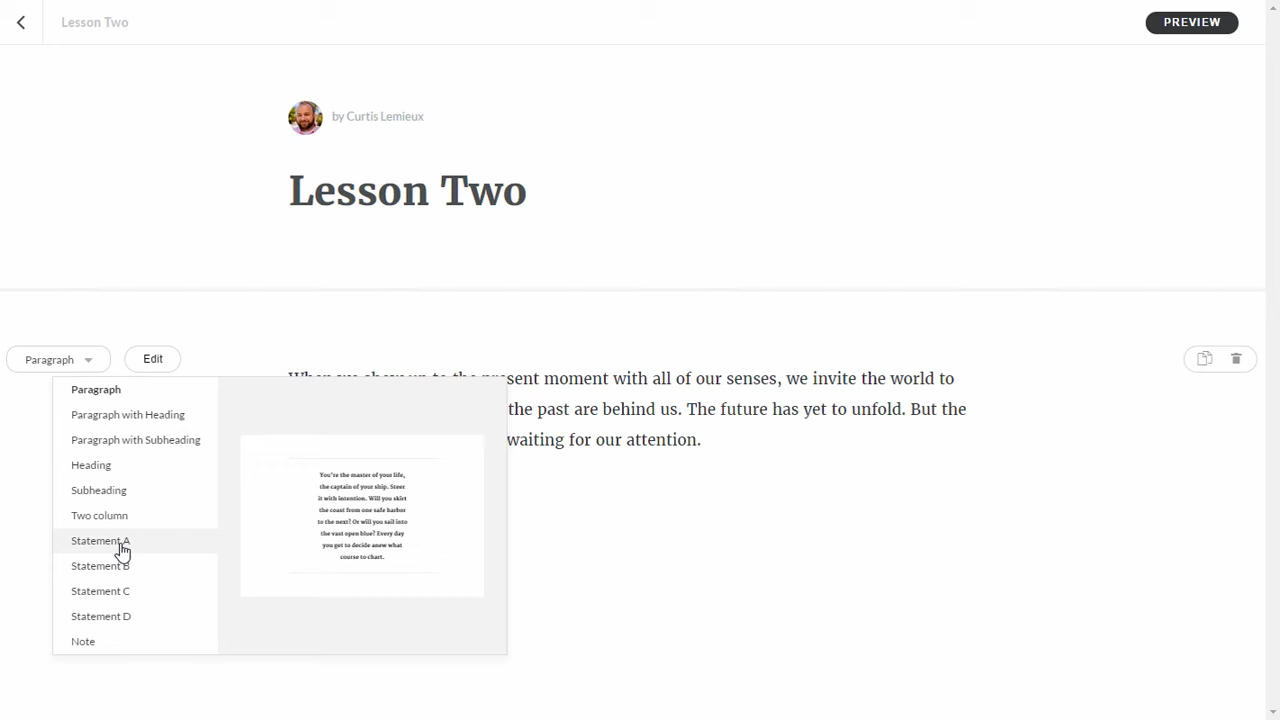 Lesson Two
PREVIEW
by Curtis Lemieux
Lesson Two
Paragraph
Edit
present moment with all of our senses, we invite the world to
the past are behind us. The future has yet to unfold. But the
waiting for our attention.
Paragraph
Paragraph with Heading
Paragraph with Subheading
Heading
Subheading
Two column
Statement A
Statement B
Statement C
Statement D
Note
You're the master of your life,
the captain of your ship. Steer
it with intention. Will you skirt
the coast from one safe harbor
to the next? Or will you sail into
the vast open blue? Every day
you get to decide anew what
course to chart.